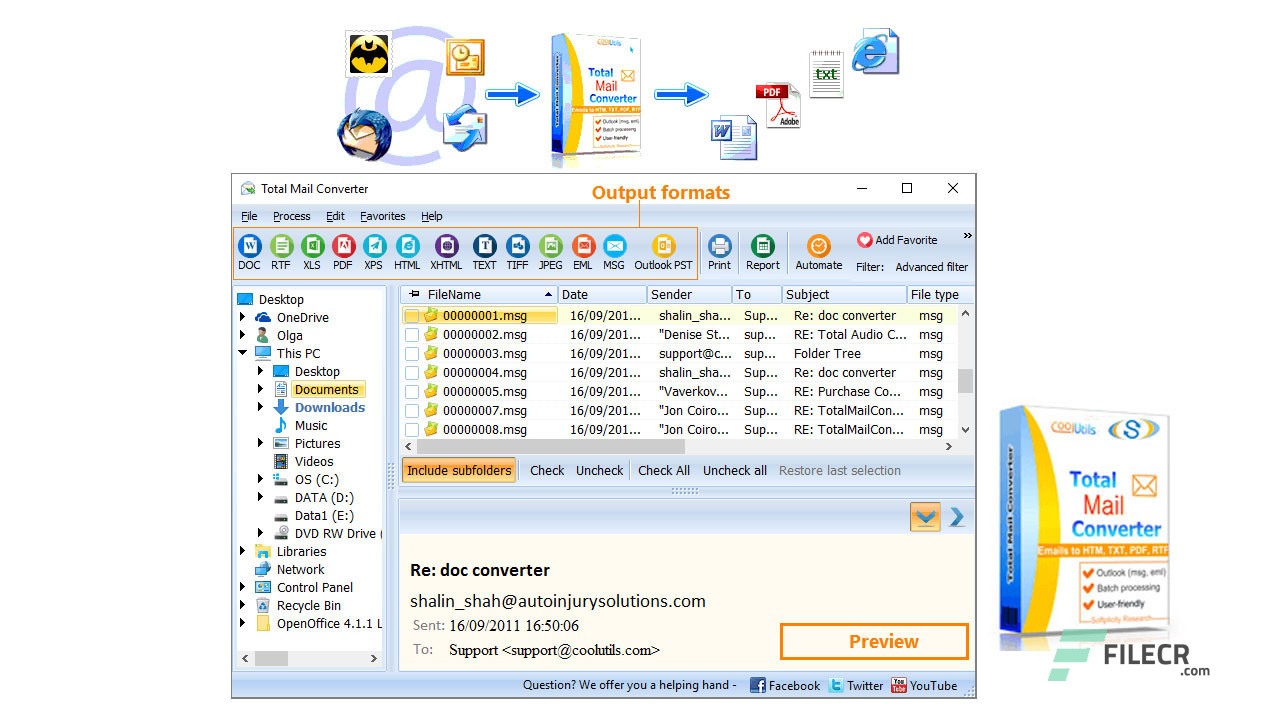 CoolUtils
Total
Mail
Converter
Emails to HTM, TXT, PDF, RTF
Outlook (msg, eml)
Batch processing
User-friendly
Total Mail Converter
txt
PDF
Adobe
W
Total Mail Converter
Output formats
File Process Edit Favorites Help
DOC RTF XLS PDF XPS HTML XHTML TEXT TIFF JPEG EML MSG Outlook PST Print Report Automate
Add Favorite »
Filter: Advanced filter
Desktop
OneDrive
Olga
This PC
Desktop
Documents
Downloads
Music
Pictures
Videos
OS (C:)
DATA (D:)
Data1 (E:)
DVD RW Drive (
Libraries
Network
Control Panel
Recycle Bin
OpenOffice 4.1.1 L
FileName Date Sender To Subject File type
00000001.msg 16/09/201... shalin_sha... Sup... Re: doc converter msg
00000002.msg 16/09/201... "Denise St... sup... RE: Total Audio C... msg
00000003.msg 16/09/201... support@c... Sup... Folder Tree msg
00000004.msg 16/09/201... shalin_sha... Sup... Re: doc converter msg
00000005.msg 16/09/201... "Vaverkov... Sup... RE: Purchase Co... msg
00000007.msg 16/09/201... "Jon Coiro... Sup... RE: TotalMailCon... msg
00000008.msg 16/09/201... "Jon Coiro... Sup... RE: TotalMailCon... msg
Include subfolders Check Uncheck Check All Uncheck all Restore last selection
Re: doc converter
shalin_shah@autoinjurysolutions.com
Sent: 16/09/2011 16:50:06
To: Support <support@coolutils.com>
Preview
Question? We offer you a helping hand - Facebook Twitter YouTube
CoolUtils S
Total
Mail
Converter
Emails to HTM, TXT, PDF, RTF
Outlook (msg, eml)
Batch processing
User-friendly
Softplicity Research
Total Mail Converter
FILECR
.com